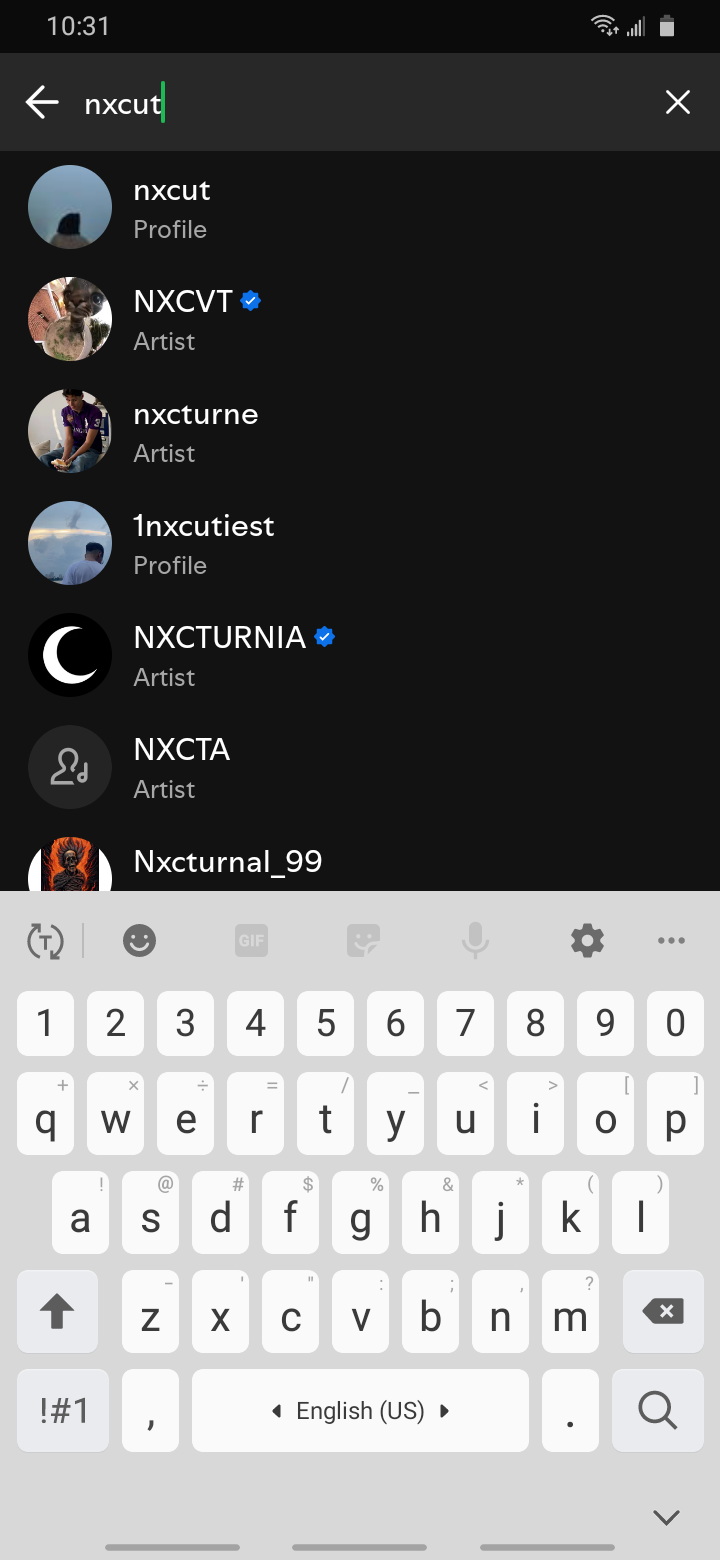 10:31
nxcut
nxcut
Profile
NXCVT
Artist
nxcturne
Artist
1nxcutiest
Profile
NXCTURNIA
Artist
NXCTA
Artist
Nxcturnal_99
T GIF
1 2 3 4 5 6 7 8 9 0
+ × ÷ = / _ < > [ ]
q w e r t y u i o p
! @ # $ % & * ( )
a s d f g h j k l
- ' " : ; , ?
z x c v b n m
!#1 , English (US) .